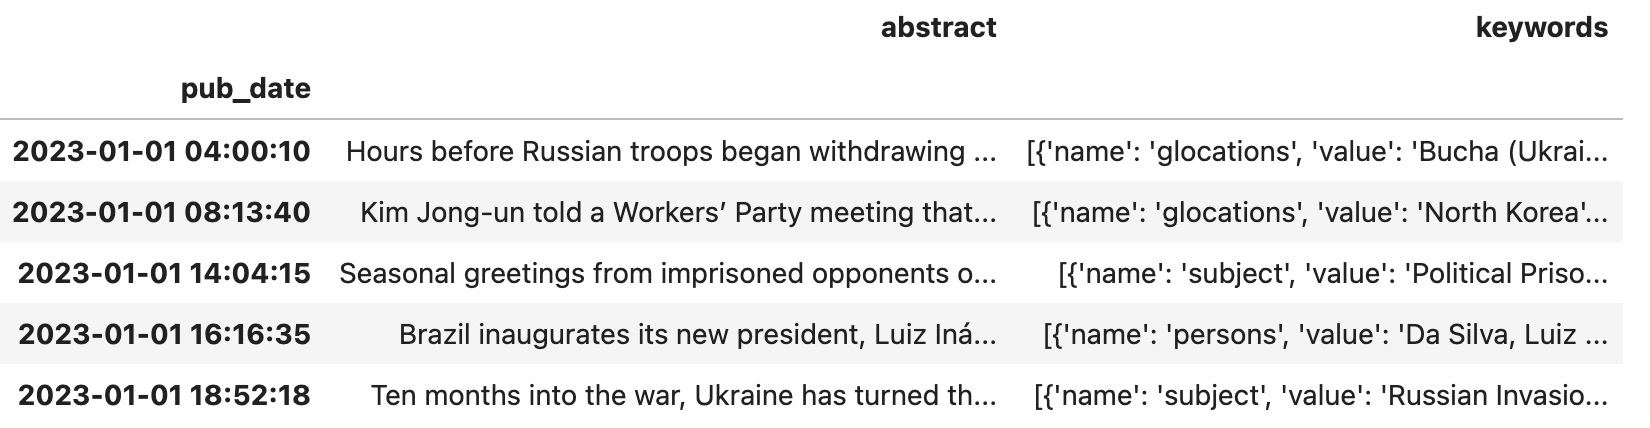 abstract keywords
pub_date
2023-01-01 04:00:10 Hours before Russian troops began withdrawing ... [{'name': 'glocations', 'value': 'Bucha (Ukrai...
2023-01-01 08:13:40 Kim Jong-un told a Workers’ Party meeting that... [{'name': 'glocations', 'value': 'North Korea'...
2023-01-01 14:04:15 Seasonal greetings from imprisoned opponents o... [{'name': 'subject', 'value': 'Political Priso...
2023-01-01 16:16:35 Brazil inaugurates its new president, Luiz Iná... [{'name': 'persons', 'value': 'Da Silva, Luiz ...
2023-01-01 18:52:18 Ten months into the war, Ukraine has turned th... [{'name': 'subject', 'value': 'Russian Invasio...